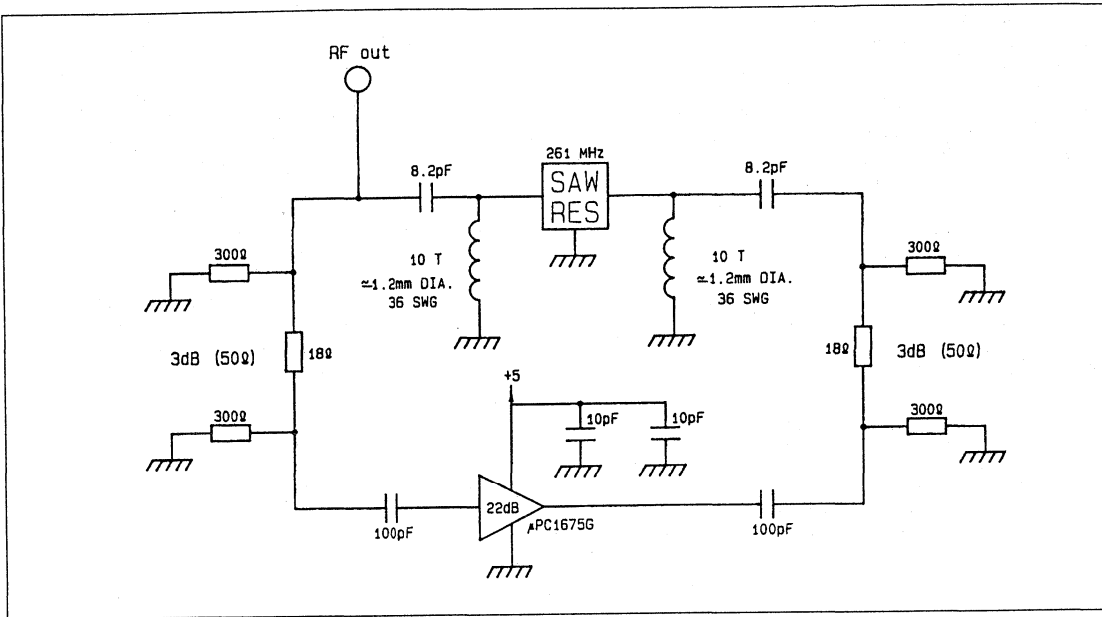 RF out
8.2pF
261 MHz
SAW
RES
8.2pF
300Ω
10 T
≃1.2mm DIA.
36 SWG
10 T
≃1.2mm DIA.
36 SWG
300Ω
3dB (50Ω)
18Ω
18Ω
3dB (50Ω)
+5
300Ω
10pF
10pF
300Ω
22dB
100pF
μPC1675G
100pF